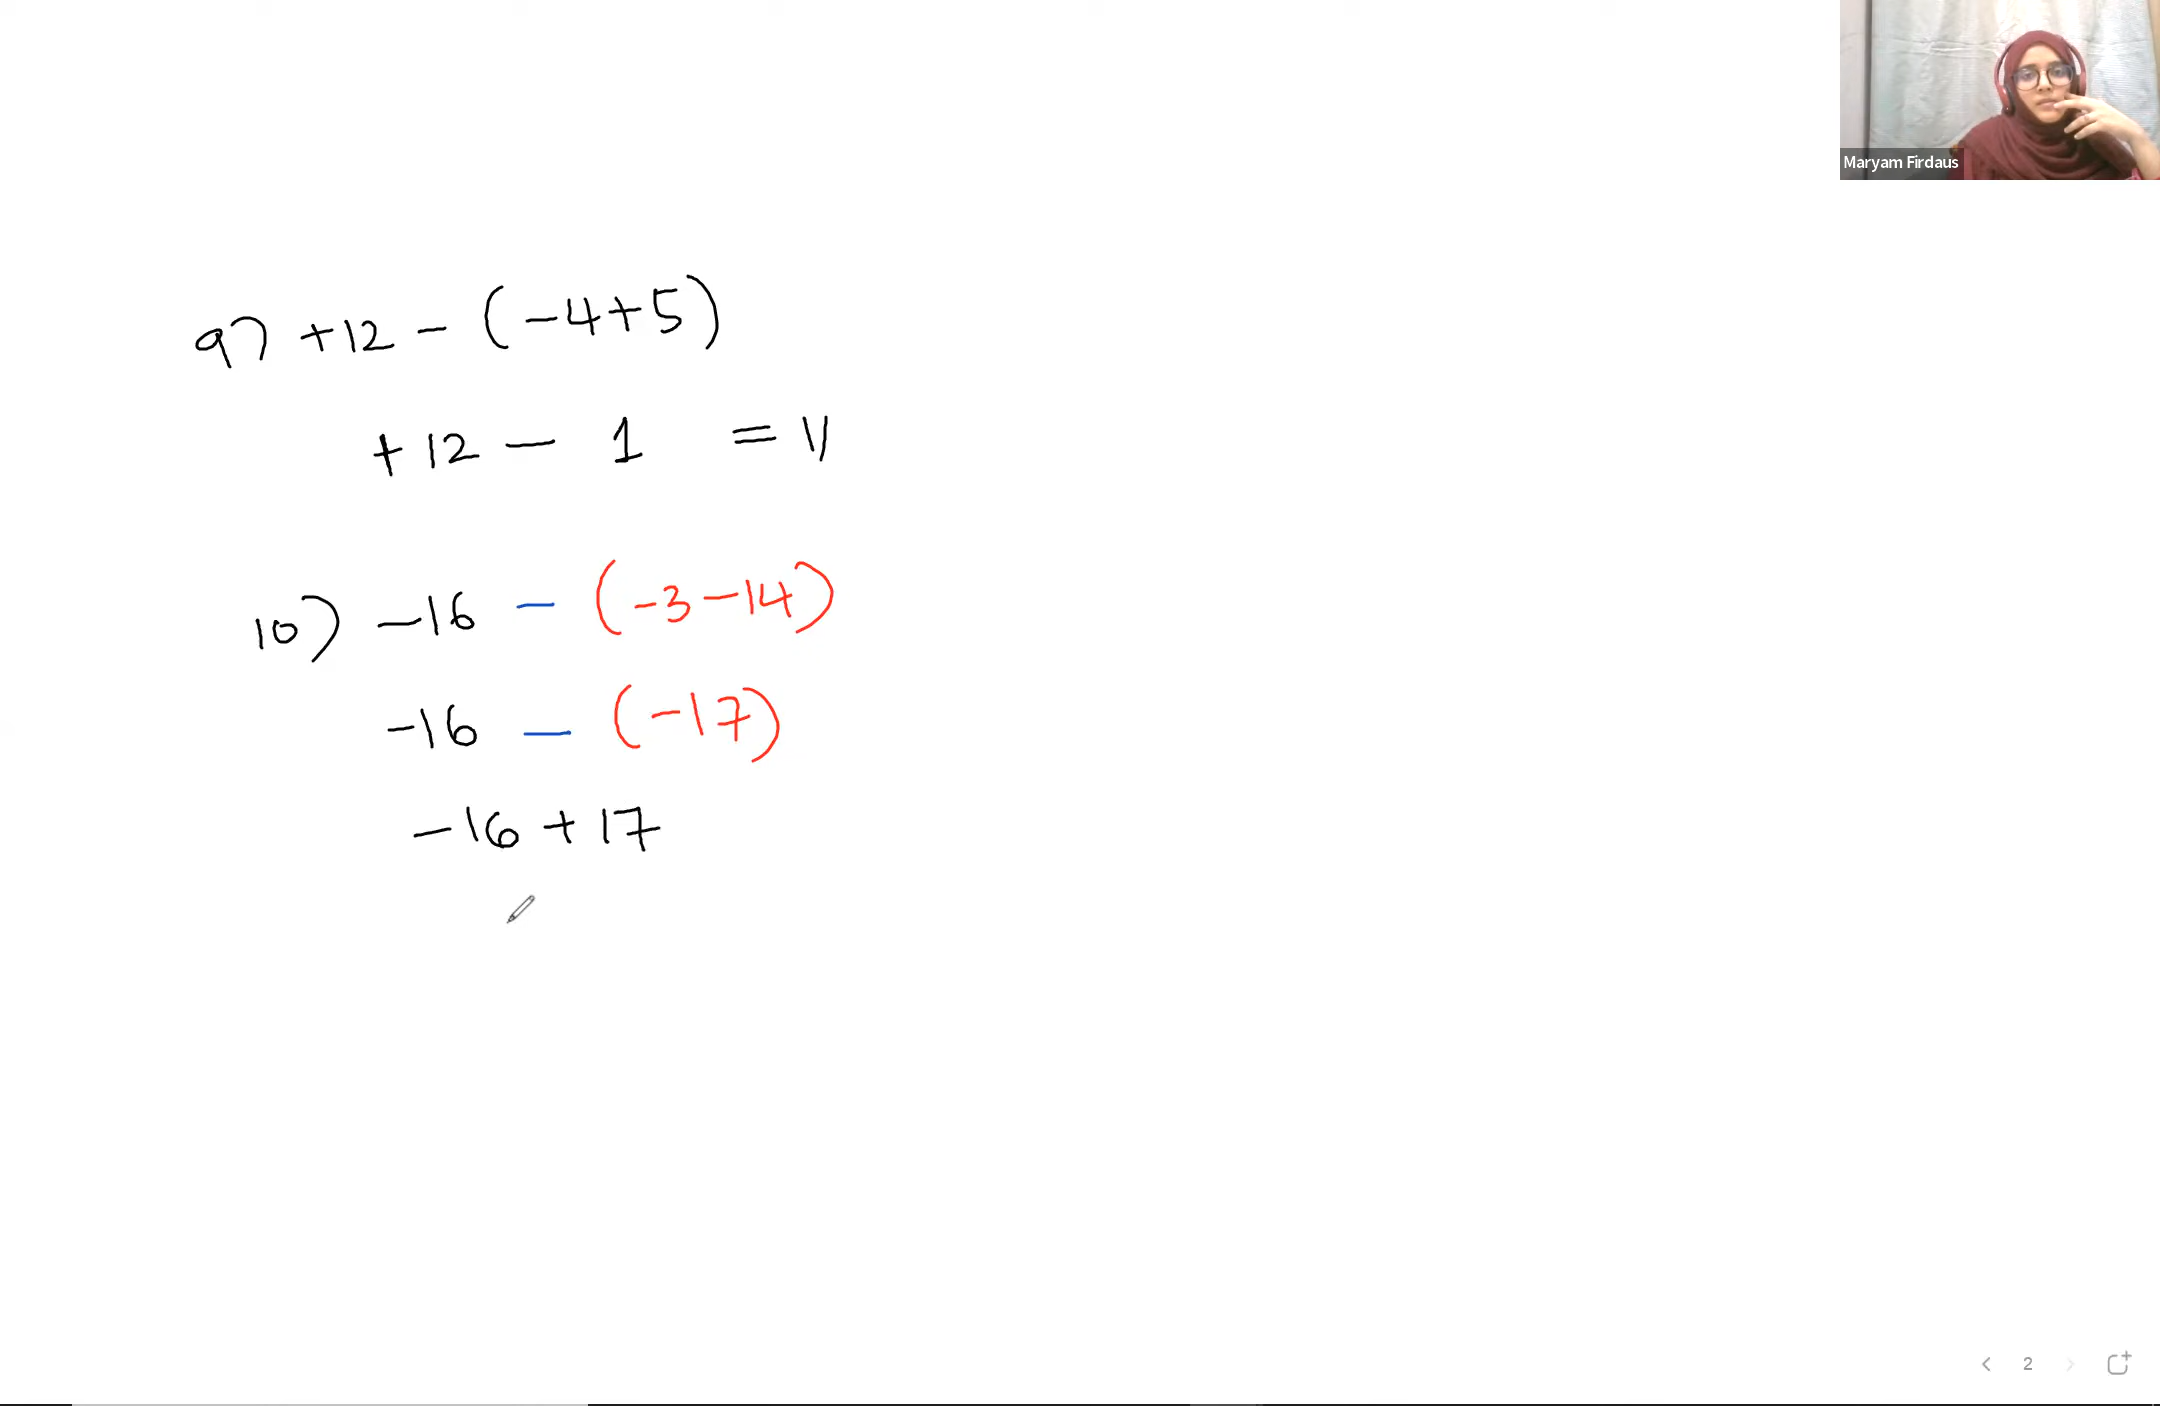 Maryam Firdaus
9) +12 - (-4+5)
+12 - 1 = 11
10) -16 - (-3-14)
-16 - (-17)
-16 + 17
2